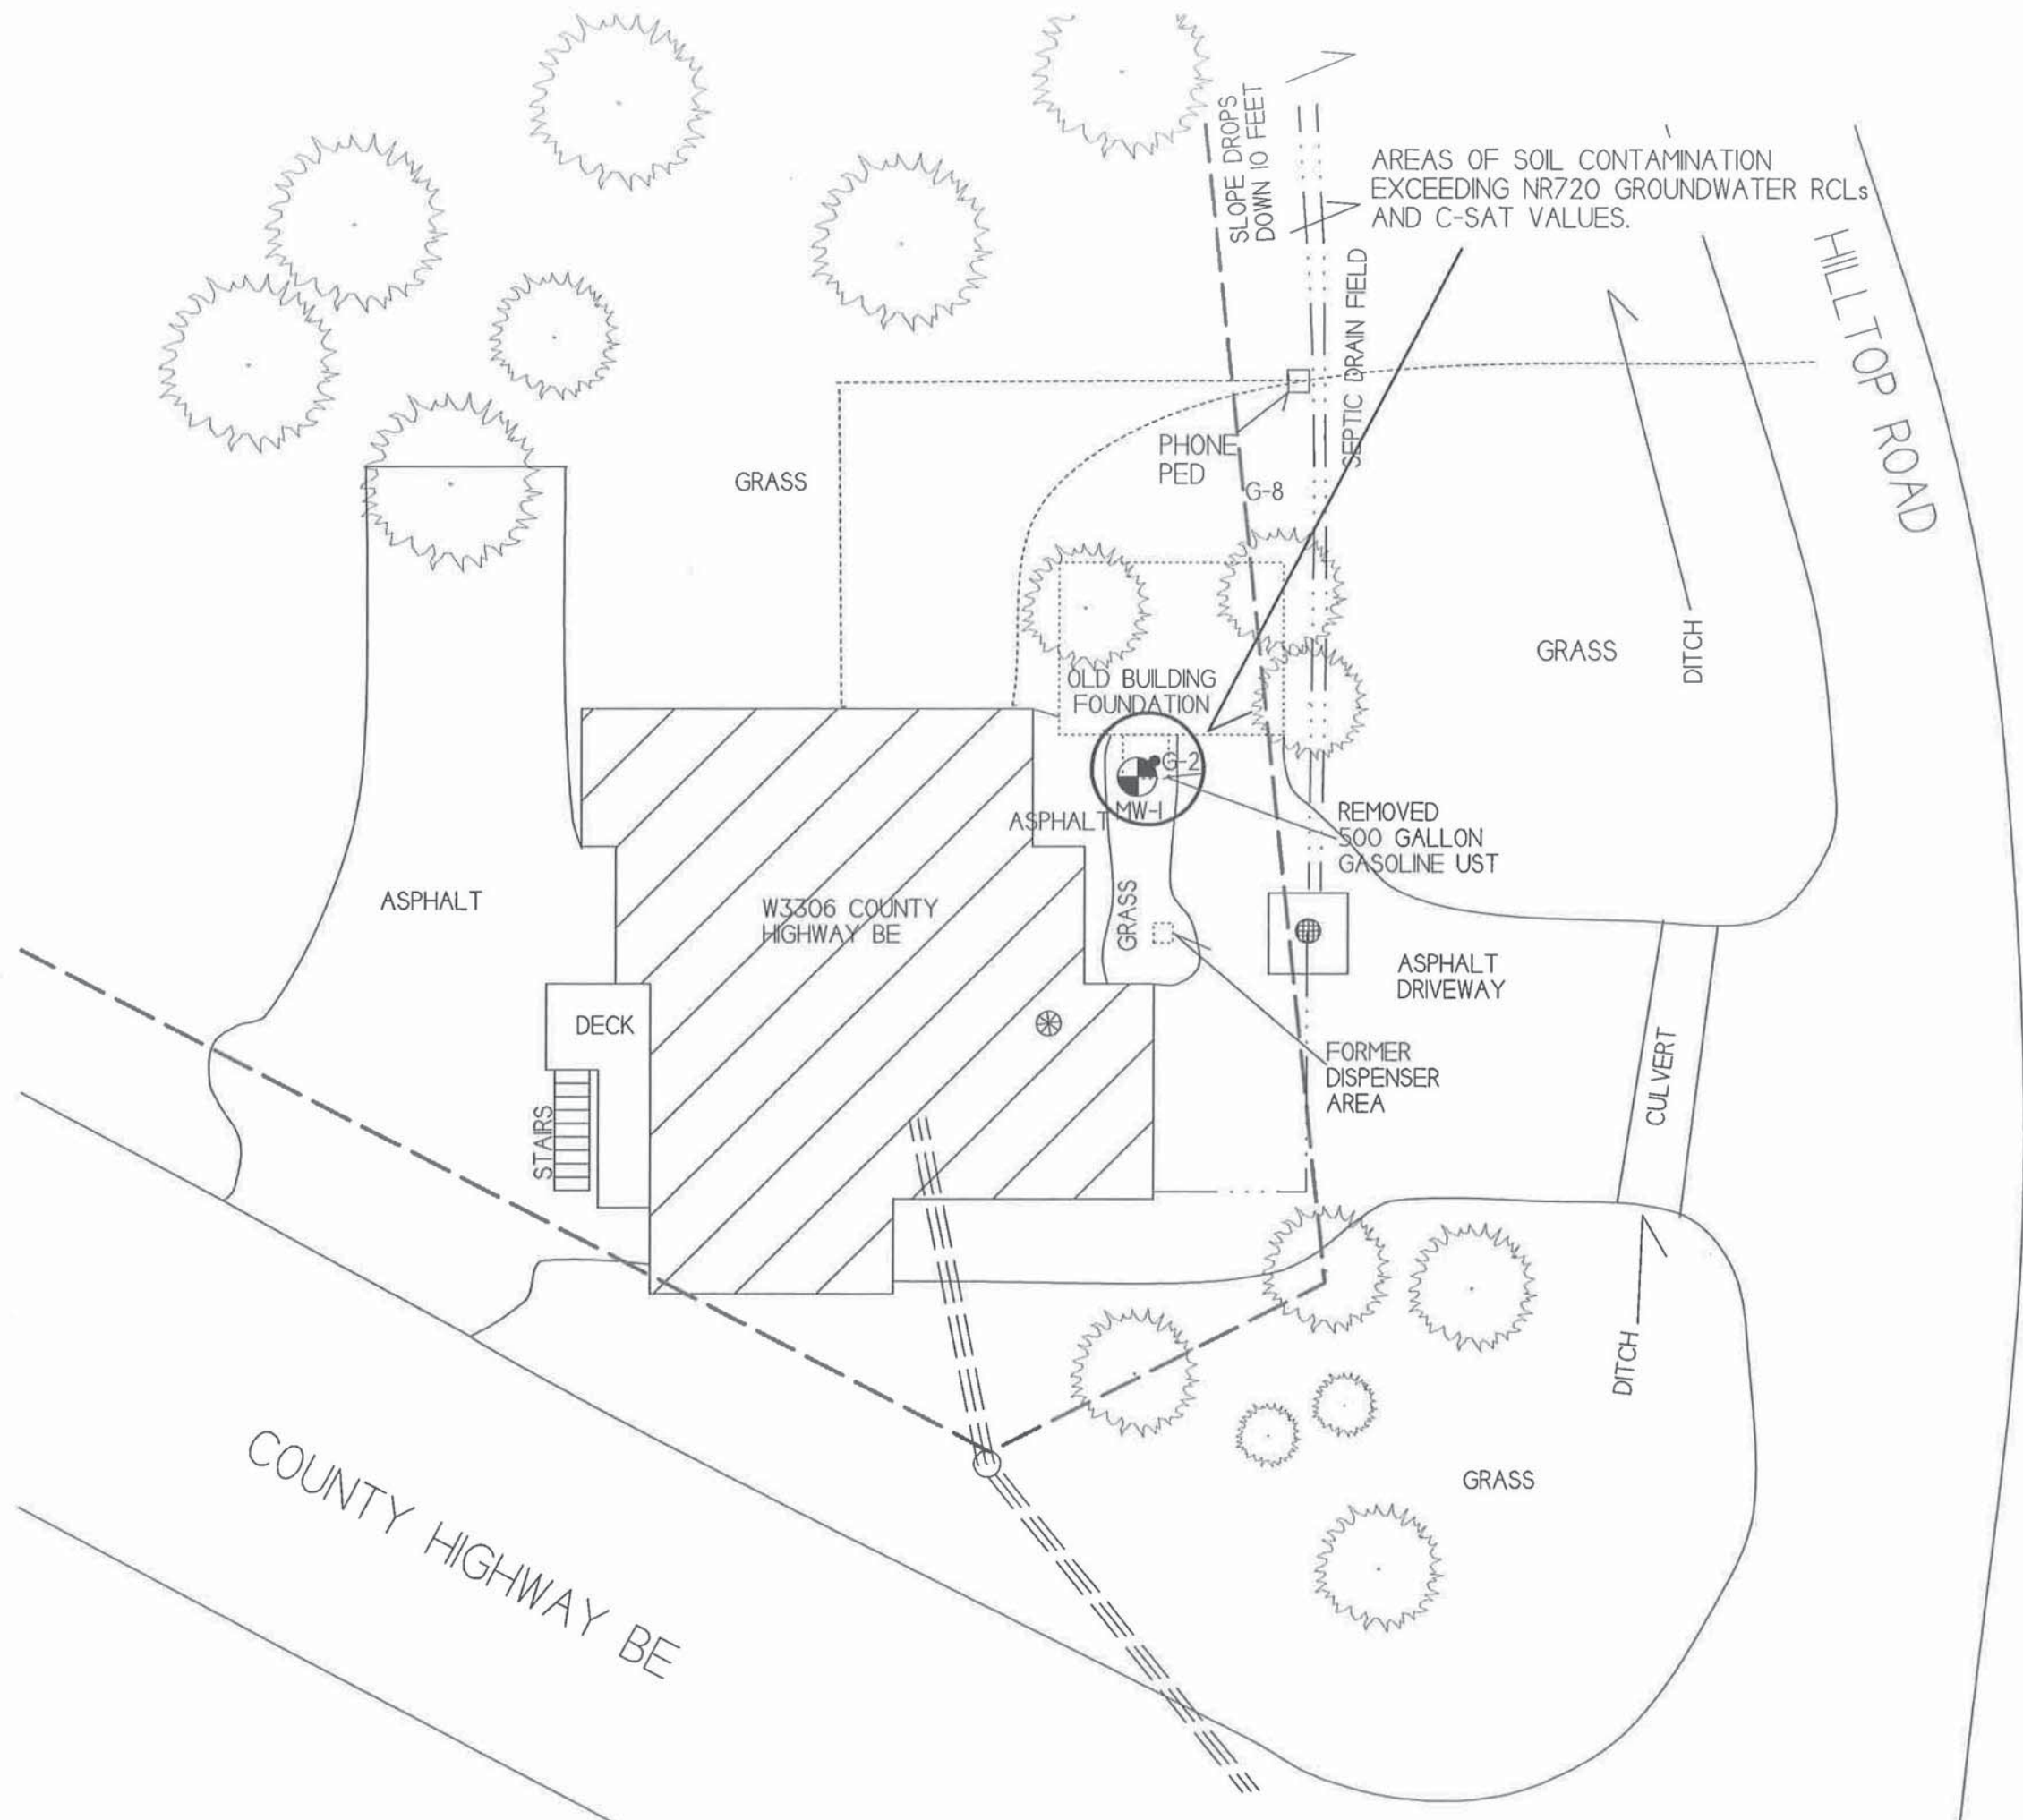 SLOPE DROPS
DOWN 10 FEET
AREAS OF SOIL CONTAMINATION
EXCEEDING NR720 GROUNDWATER RCLs
AND C-SAT VALUES.
HILLTOP ROAD
SEPTIC DRAIN FIELD
PHONE
PED
GRASS
G-8
GRASS
DITCH
OLD BUILDING
FOUNDATION
G-2
MW-1
ASPHALT
REMOVED
500 GALLON
GASOLINE UST
ASPHALT
W3306 COUNTY
HIGHWAY BE
GRASS
ASPHALT
DRIVEWAY
DECK
FORMER
DISPENSER
AREA
CULVERT
STAIRS
DITCH
GRASS
COUNTY HIGHWAY BE